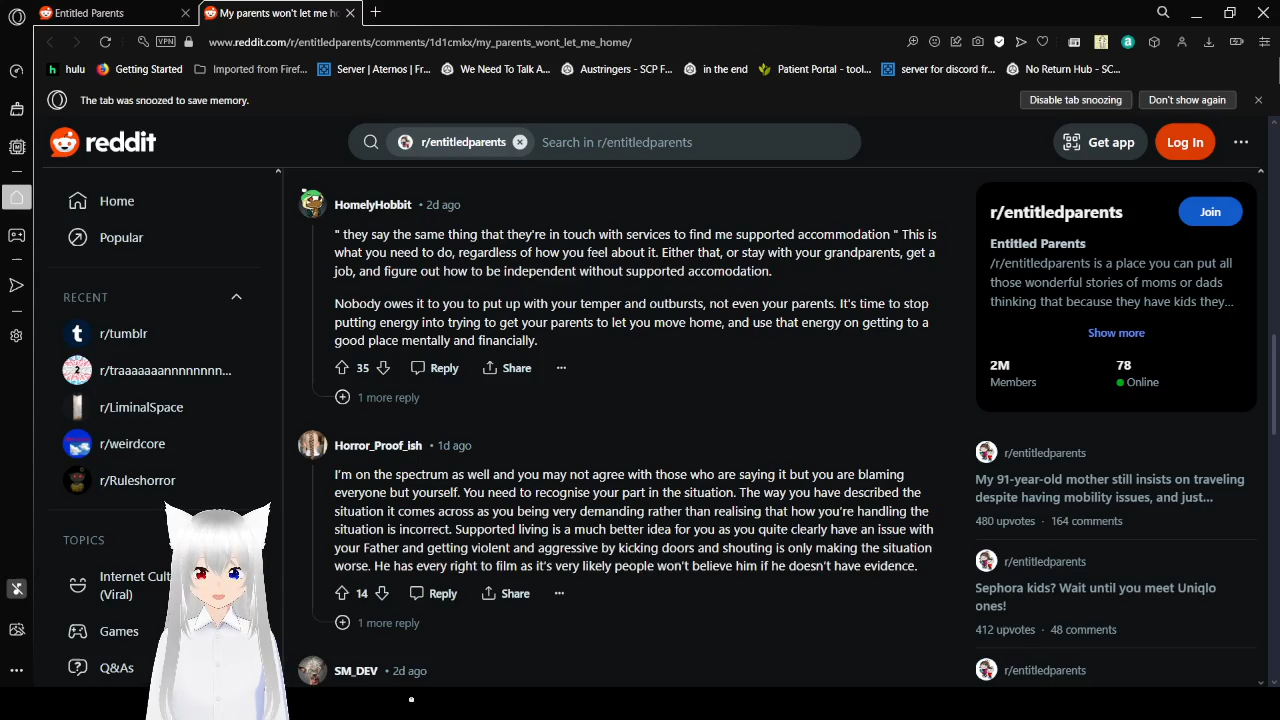 Entitled Parents
My parents won't let me ho
VPN
www.reddit.com/r/entitledparents/comments/1d1cmkx/my_parents_wont_let_me_home/
hulu
Getting Started
Imported from Firef...
Server | Aternos | Fr...
We Need To Talk A...
Austringers - SCP F...
in the end
Patient Portal - tool...
server for discord fr...
No Return Hub - SC...
The tab was snoozed to save memory.
Disable tab snoozing
Don't show again
reddit
r/entitledparents
Search in r/entitledparents
Get app
Log In
Home
Popular
RECENT
r/tumblr
r/traaaaaaannnnnnnn...
r/LiminalSpace
r/weirdcore
r/Ruleshorror
TOPICS
Internet Cult
(Viral)
Games
Q&As
HomelyHobbit • 2d ago
" they say the same thing that they're in touch with services to find me supported accommodation " This is
what you need to do, regardless of how you feel about it. Either that, or stay with your grandparents, get a
job, and figure out how to be independent without supported accomodation.
Nobody owes it to you to put up with your temper and outbursts, not even your parents. It's time to stop
putting energy into trying to get your parents to let you move home, and use that energy on getting to a
good place mentally and financially.
35 Reply Share
1 more reply
Horror_Proof_ish • 1d ago
I'm on the spectrum as well and you may not agree with those who are saying it but you are blaming
everyone but yourself. You need to recognise your part in the situation. The way you have described the
situation it comes across as you being very demanding rather than realising that how you're handling the
situation is incorrect. Supported living is a much better idea for you as you quite clearly have an issue with
your Father and getting violent and aggressive by kicking doors and shouting is only making the situation
worse. He has every right to film as it's very likely people won't believe him if he doesn't have evidence.
14 Reply Share
1 more reply
SM_DEV • 2d ago
r/entitledparents
Join
Entitled Parents
/r/entitledparents is a place you can put all
those wonderful stories of moms or dads
thinking that because they have kids they...
Show more
2M
78
Members
Online
r/entitledparents
My 91-year-old mother still insists on traveling
despite having mobility issues, and just...
480 upvotes • 164 comments
r/entitledparents
Sephora kids? Wait until you meet Uniqlo
ones!
412 upvotes • 48 comments
r/entitledparents